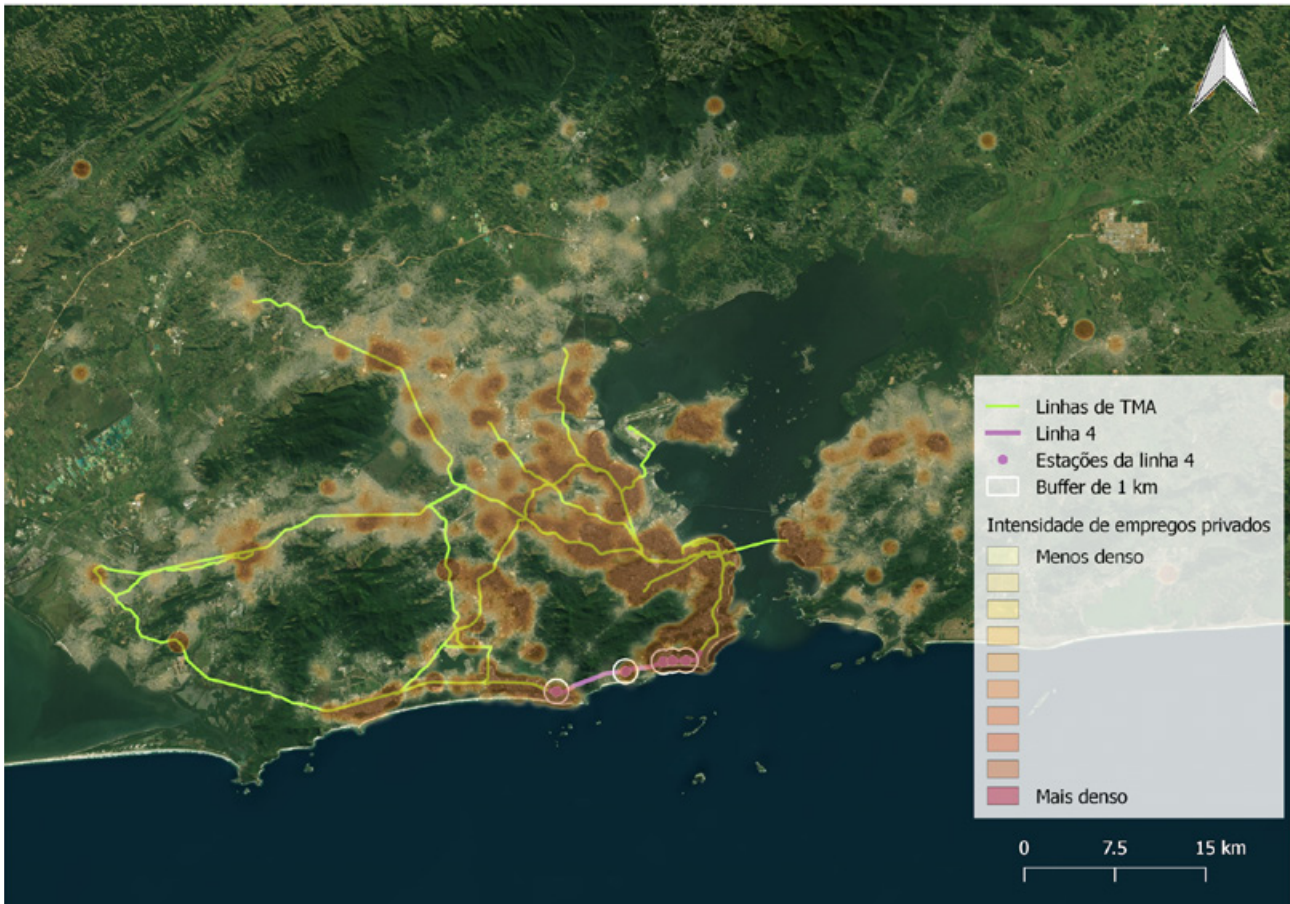 Linhas de TMA
Linha 4
Estações da linha 4
Buffer de 1 km
Intensidade de empregos privados
Menos denso
Mais denso
0 7.5 15 km